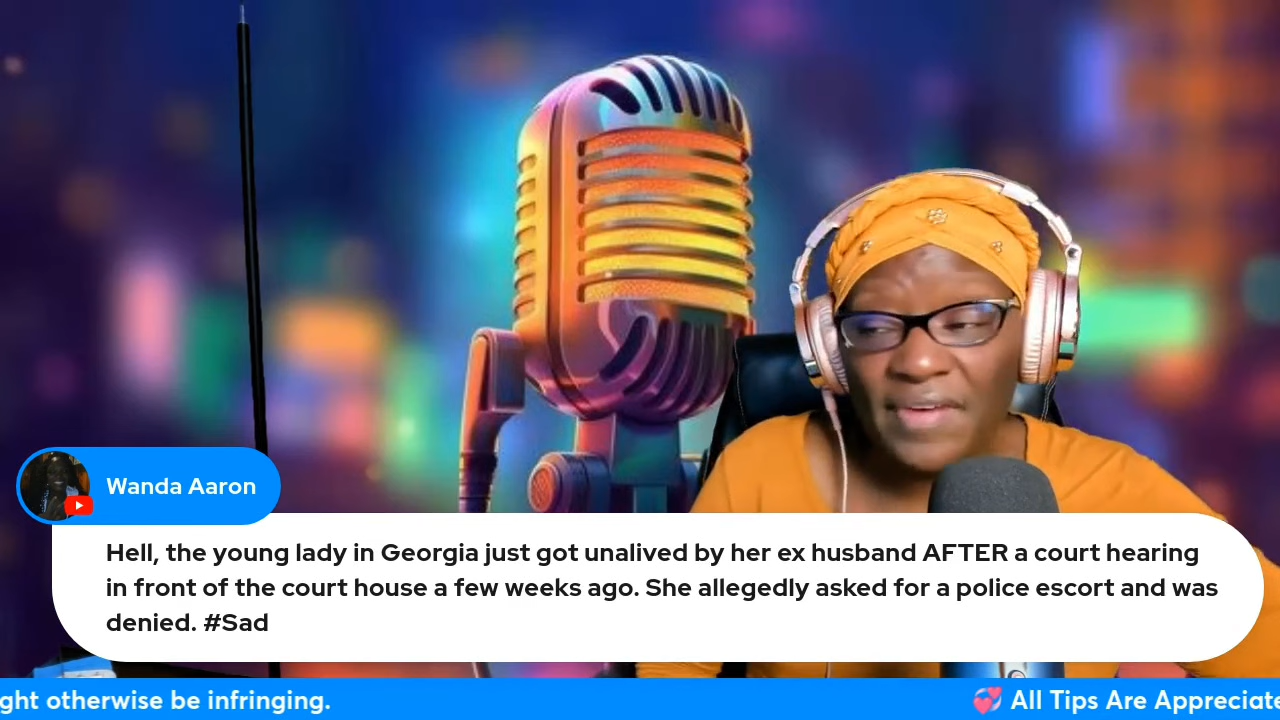 Wanda Aaron
Hell, the young lady in Georgia just got unalived by her ex husband AFTER a court hearing
in front of the court house a few weeks ago. She allegedly asked for a police escort and was
denied. #Sad
ght otherwise be infringing.
💞 All Tips Are Appreciate